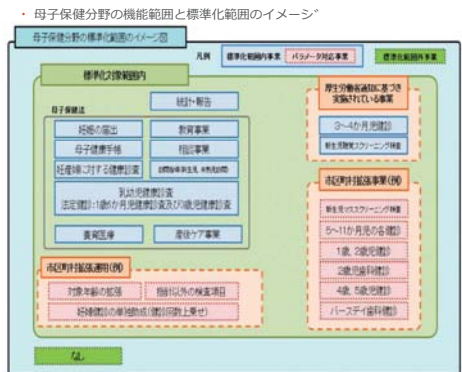 ・母子保健分野の機能範囲と標準化範囲のイメージ
母子保健分野の標準化範囲のイメージ図
凡例
標準化範囲内事業
パラメータ対応事業
標準化範囲外事業
標準化対象範囲内
統計・報告
母子保健法
妊娠の届出
教育事業
母子健康手帳
相談事業
妊産婦に対する健康診査
乳幼児健康診査
法定健診:1歳6か月児健康診査及び3歳児健康診査
養育医療
産後ケア事業
厚生労働省通知に基づき
実施されている事業
3~4か月児健診
新生児聴覚スクリーニング検査
市区町村拡張事業(例)
新生児マススクリーニング検査
5~11か月児の各健診
1歳、2歳児健診
2歳児歯科健診
4歳、5歳児健診
バースデイ歯科健診
市区町村拡張運用(例)
対象年齢の拡張
指針以外の検査項目
妊婦健診の単独助成(健診回数上乗せ)
なし